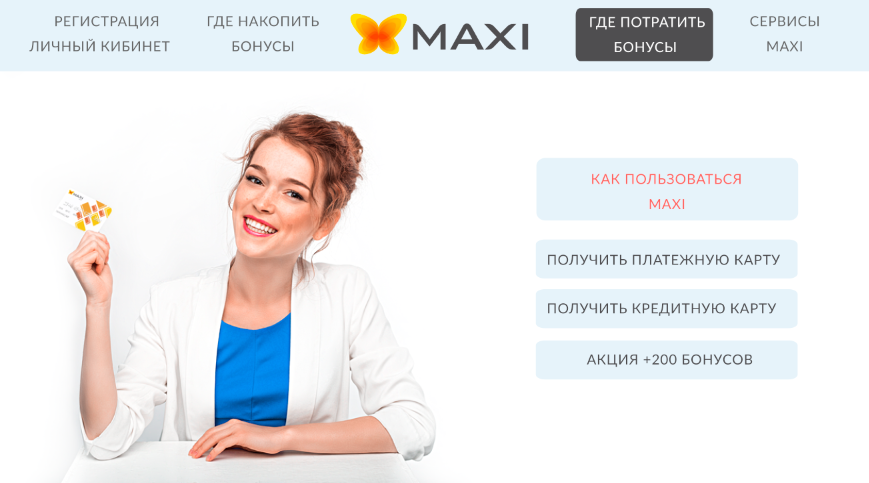 РЕГИСТРАЦИЯ
ЛИЧНЫЙ КИБИНЕТ
ГДЕ НАКОПИТЬ
БОНУСЫ
MAXI
ГДЕ ПОТРАТИТЬ
БОНУСЫ
СЕРВИСЫ
MAXI
КАК ПОЛЬЗОВАТЬСЯ
MAXI
ПОЛУЧИТЬ ПЛАТЕЖНУЮ КАРТУ
ПОЛУЧИТЬ КРЕДИТНУЮ КАРТУ
АКЦИЯ +200 БОНУСОВ